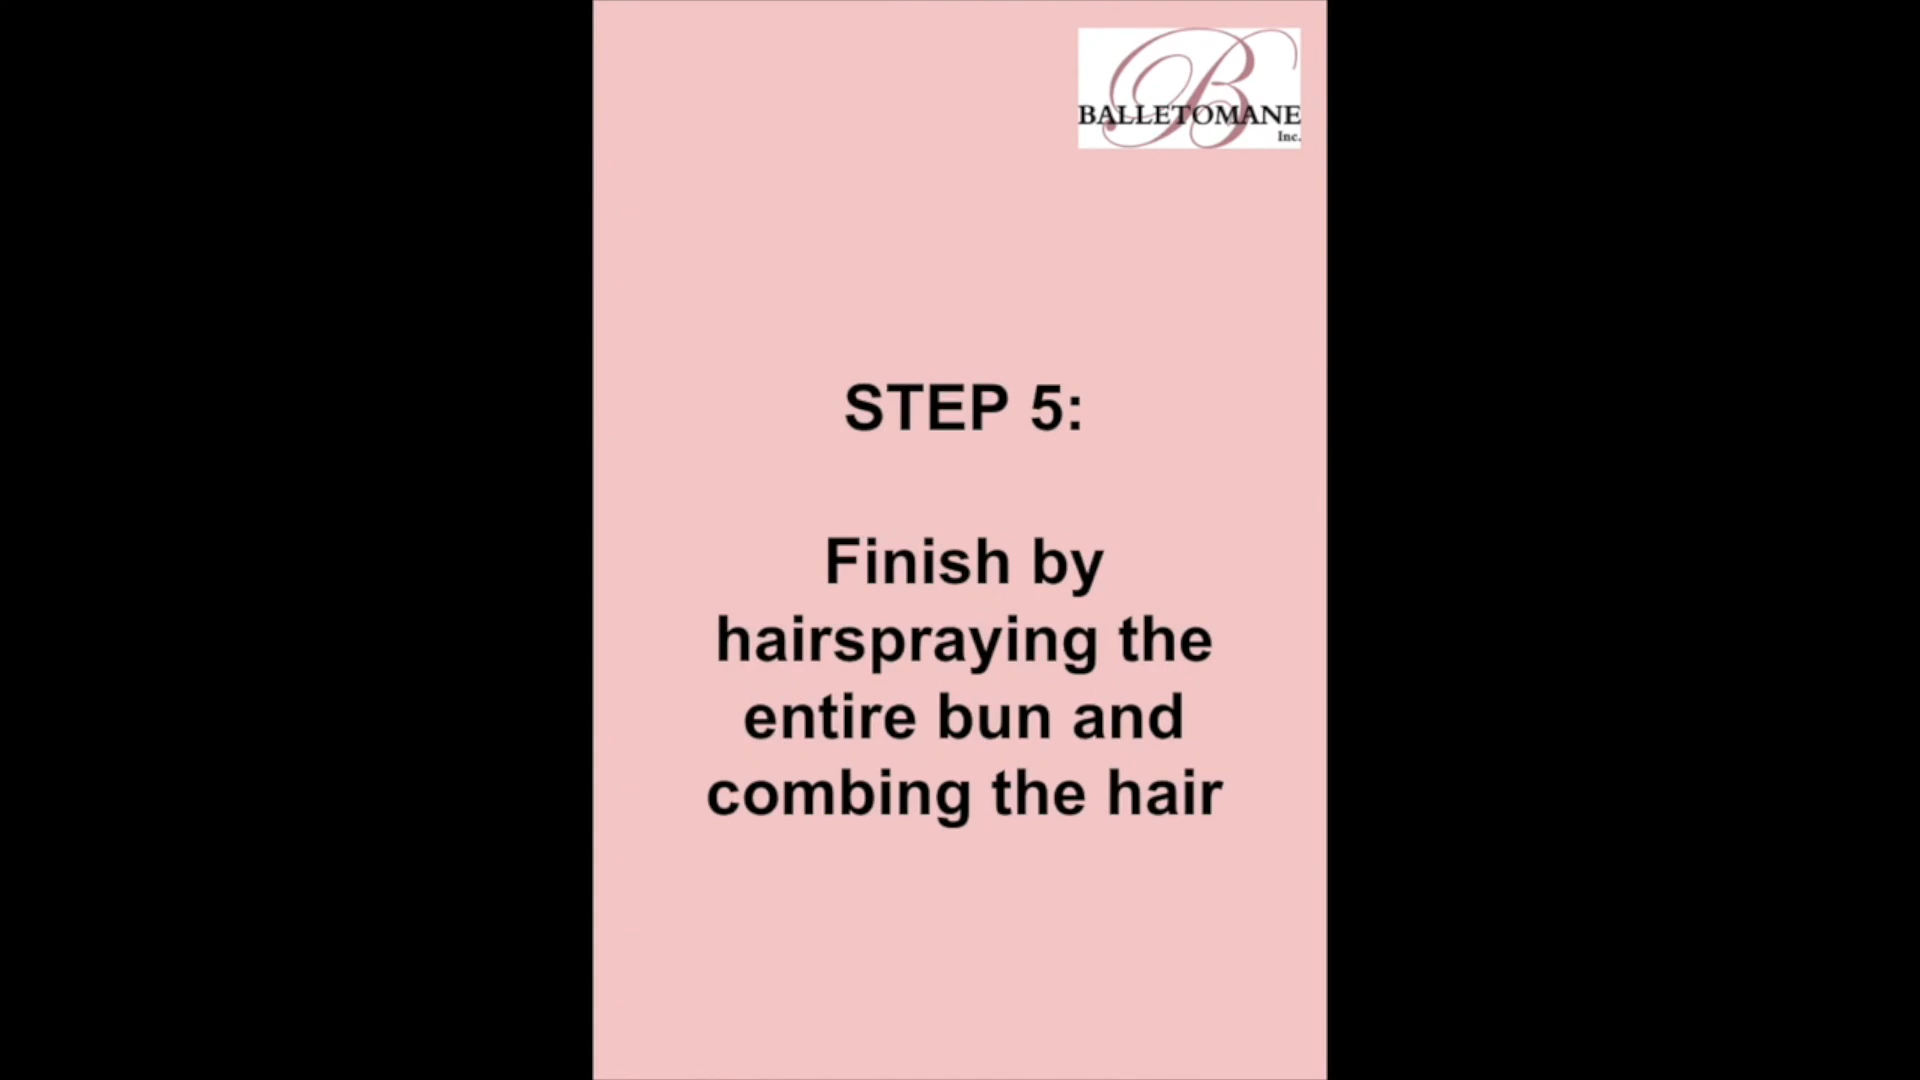 BALLETOMANE
Inc.
STEP 5:
Finish by
hairspraying the
entire bun and
combing the hair